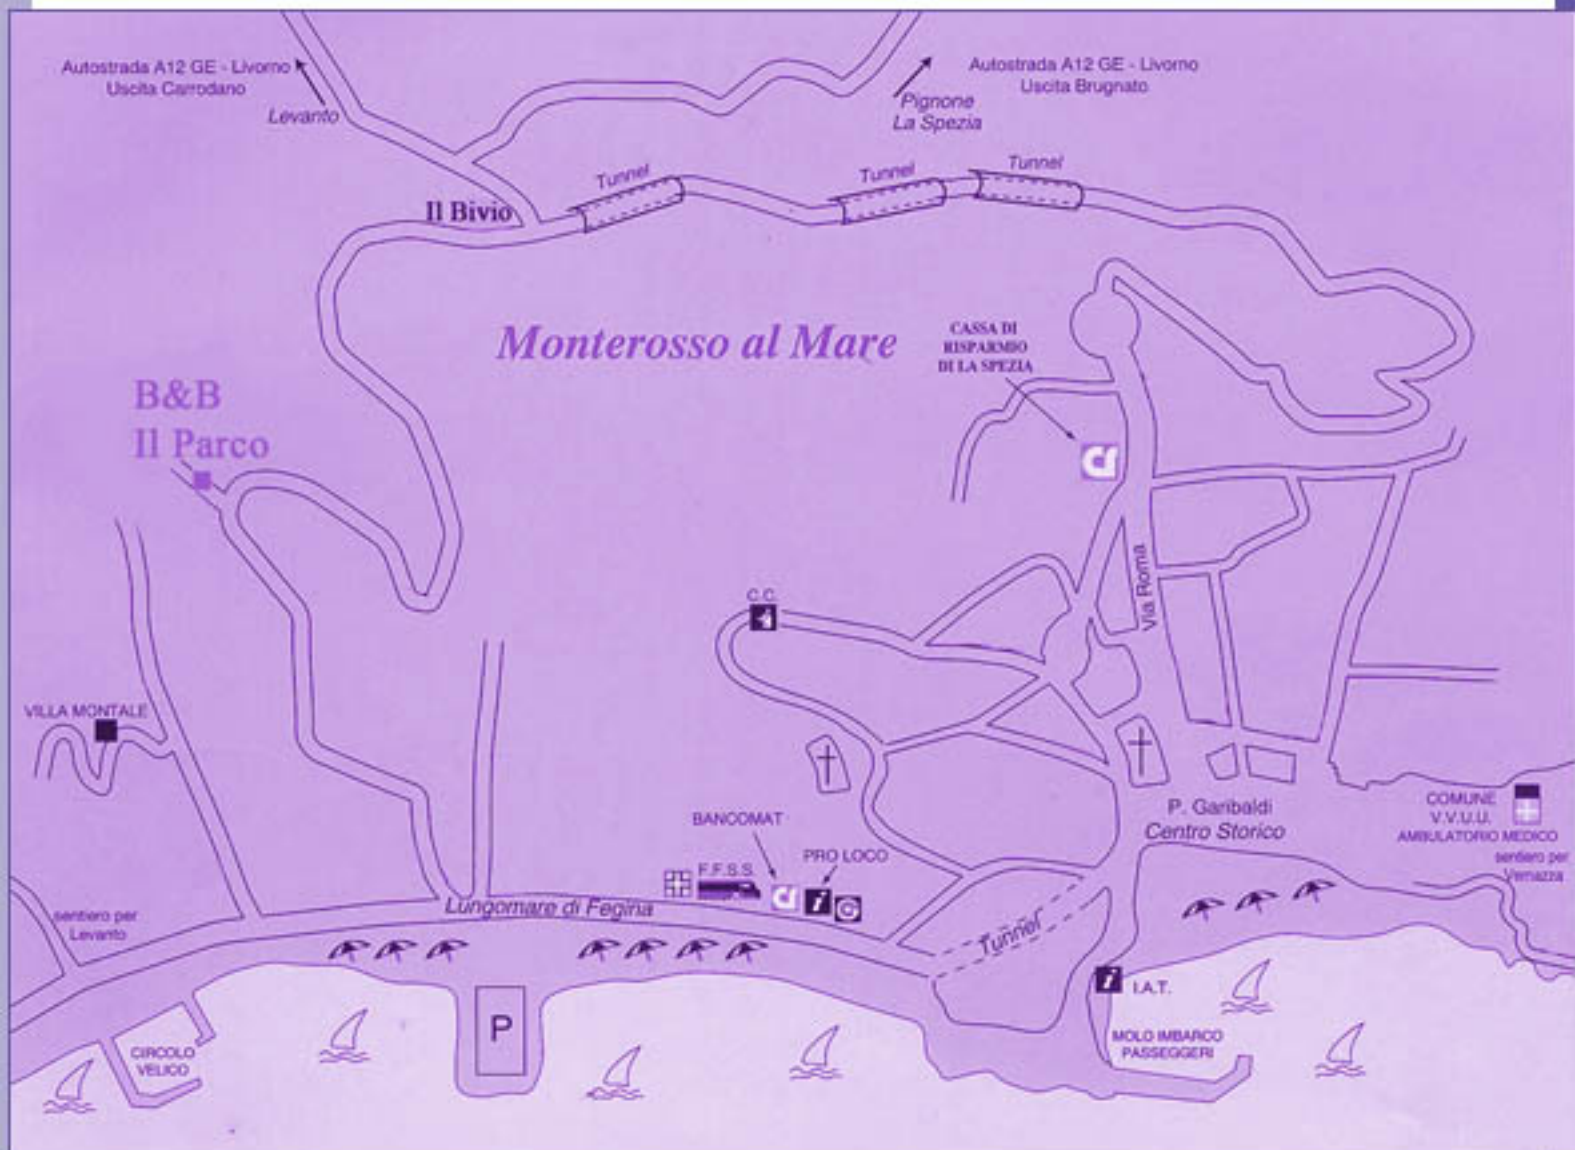 Autostrada A12 GE - Livorno
Uscita Carrodano
Levanto
Autostrada A12 GE - Livorno
Uscita Brugnato
Pignone
La Spezia
Tunnel
Tunnel
Tunnel
Il Bivio
Monterosso al Mare
CASSA DI
RISPARMIO
DI LA SPEZIA
B&B
Il Parco
Via Roma
C.C.
VILLA MONTALE
P. Garibaldi
Centro Storico
COMUNE
V.V.U.U.
AMBULATORIO MEDICO
sentiero per
Vernazza
BANCOMAT
PRO LOCO
F.F.S.S.
i
Lungomare di Fegina
sentiero per
Levanto
Tunnel
i
I.A.T.
P
CIRCOLO
VELICO
MOLO IMBARCO
PASSEGGERI